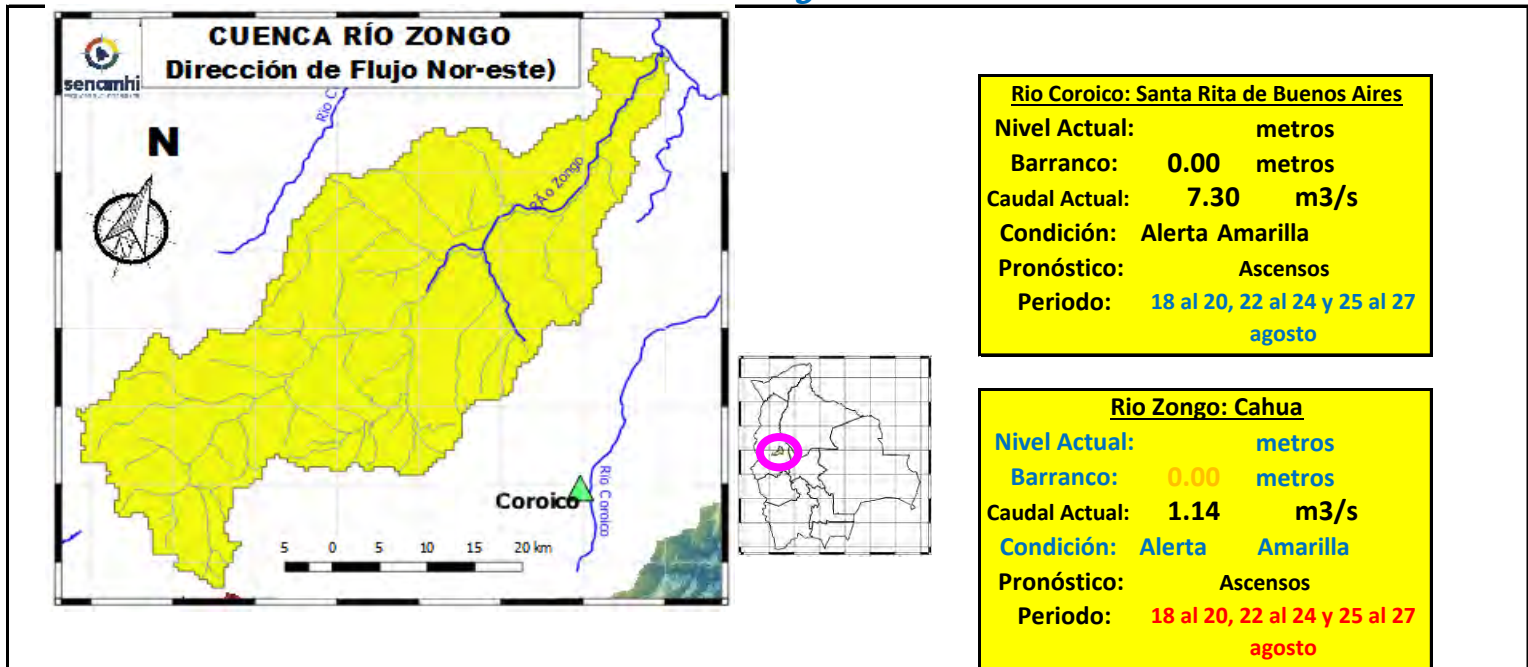 CUENCA RÍO ZONGO
Dirección de Flujo Nor-este)
senamhi
N
RÃo Zongo
Río Coroico
Coroico
5 0 5 10 15 20 km
Rio Coroico: Santa Rita de Buenos Aires
Nivel Actual: metros
Barranco: 0.00 metros
Caudal Actual: 7.30 m3/s
Condición: Alerta Amarilla
Pronóstico: Ascensos
Periodo: 18 al 20, 22 al 24 y 25 al 27
agosto
Rio Zongo: Cahua
Nivel Actual: metros
Barranco: 0.00 metros
Caudal Actual: 1.14 m3/s
Condición: Alerta Amarilla
Pronóstico: Ascensos
Periodo: 18 al 20, 22 al 24 y 25 al 27
agosto